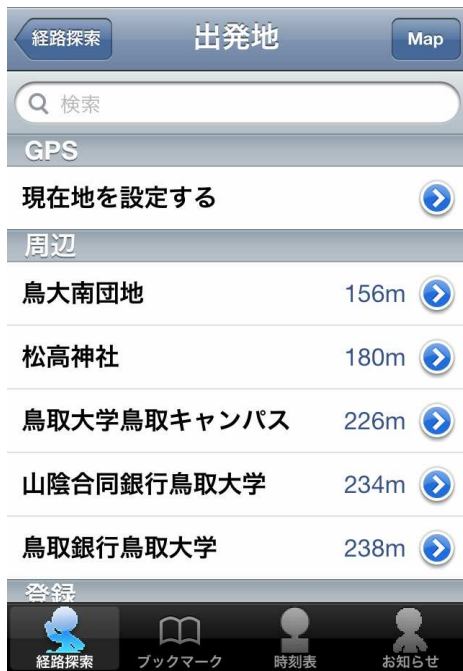 経路探索
出発地
Map
検索
GPS
現在地を設定する
周辺
鳥大南団地 156m
松高神社 180m
鳥取大学鳥取キャンパス 226m
山陰合同銀行鳥取大学 234m
鳥取銀行鳥取大学 238m
登録
経路探索 ブックマーク 時刻表 お知らせ